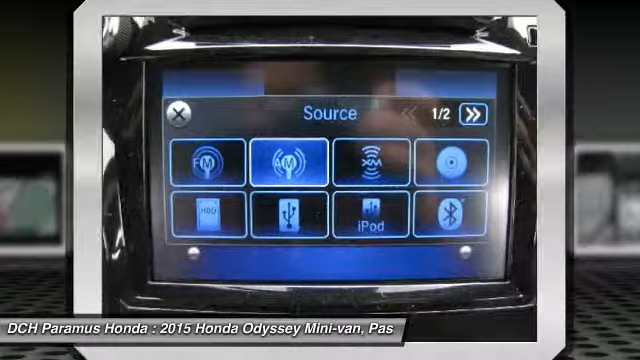 Source
1/2
FM
AM
XM
HDD
iPod
DCH Paramus Honda : 2015 Honda Odyssey Mini-van, Pas